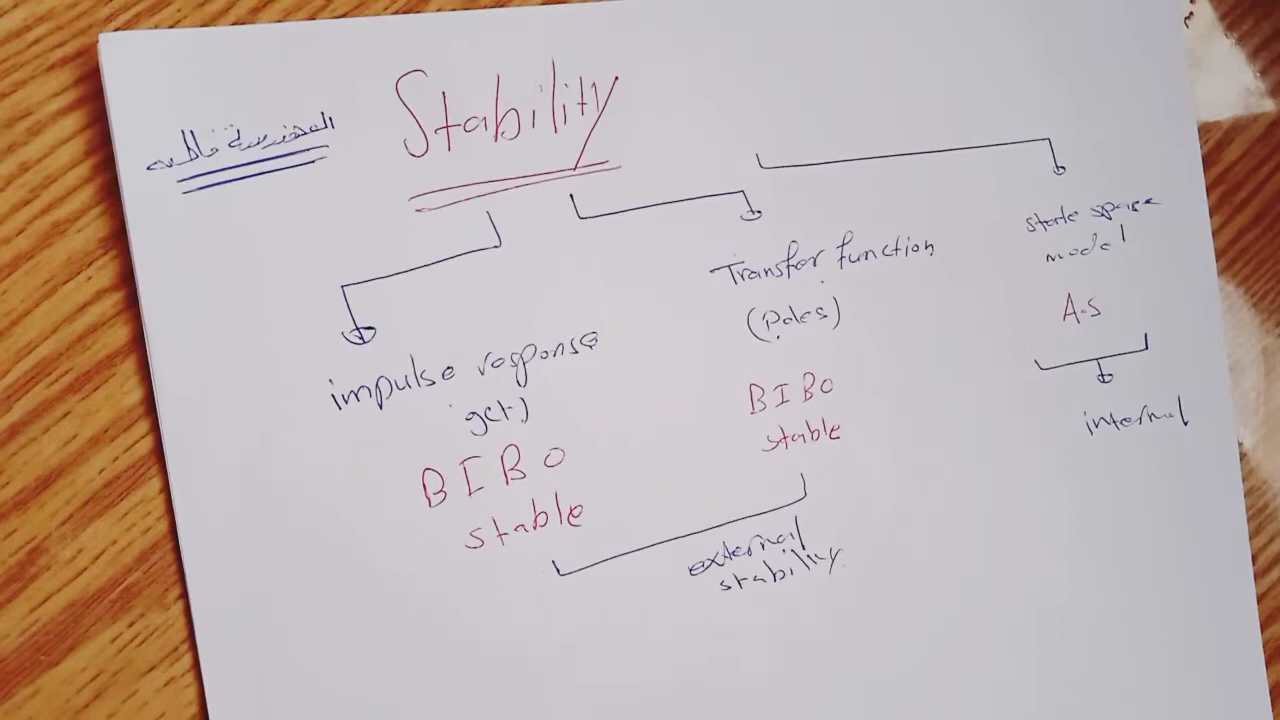 Stability
المهندسة فاطمه
impulse response
g(t)
BIBO
stable
Transfer function
(Poles)
BIBO
stable
external
stability
state space
model
A.S
internal